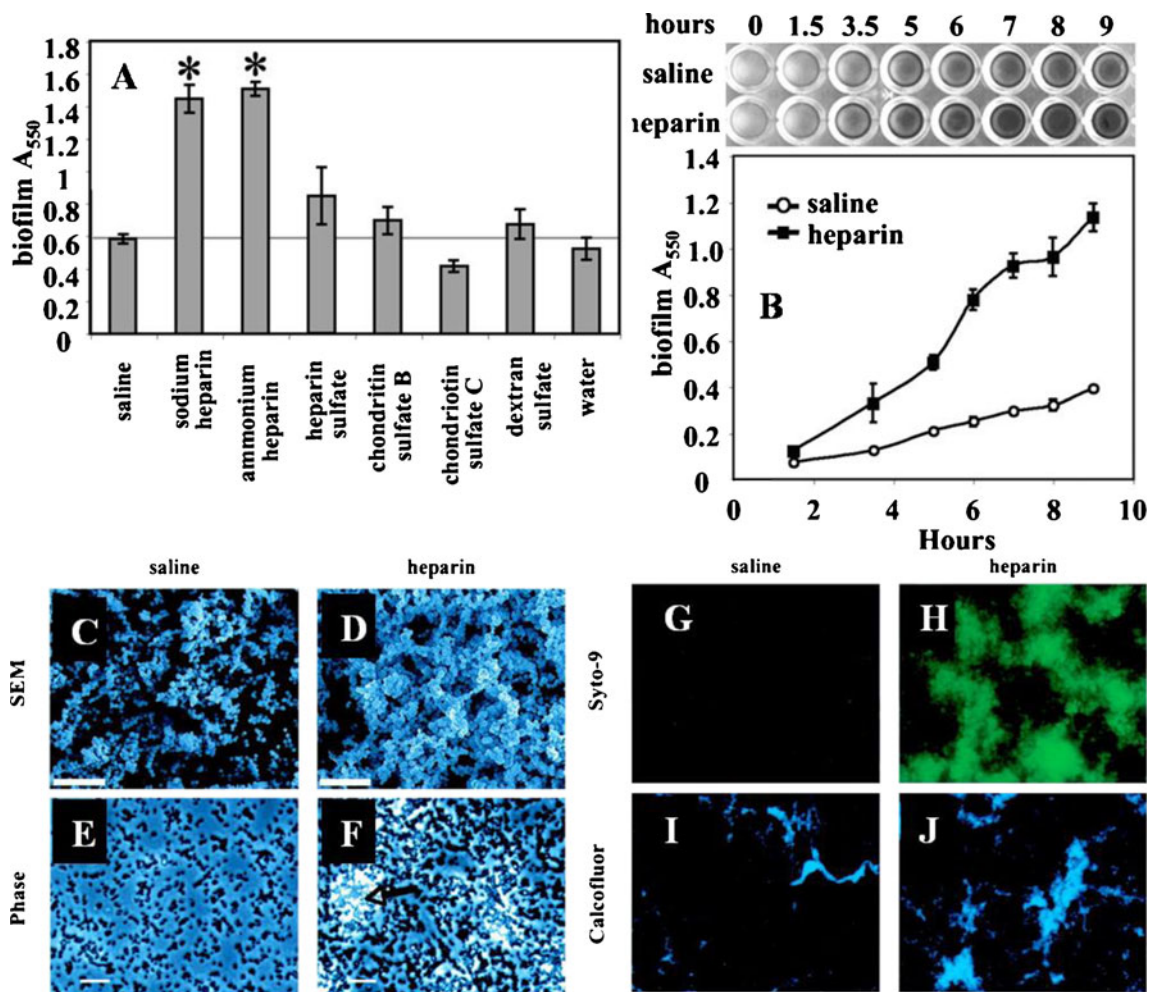 A
biofilm A550
1.8
1.6
1.4
1.2
1
0.8
0.6
0.4
0.2
0
* *
saline
sodium
heparin
ammonium
heparin
heparin
sulfate
chondritin
sulfate B
chondriotin
sulfate C
dextran
sulfate
water
hours 0 1.5 3.5 5 6 7 8 9
saline
heparin
B
biofilm A550
1.4
1.2
1.0
0.8
0.6
0.4
0.2
0
saline
heparin
0 2 4 6 8 10
Hours
saline heparin
SEM
C D
Phase
E F
saline heparin
Syto-9
G H
Calcofluor
I J